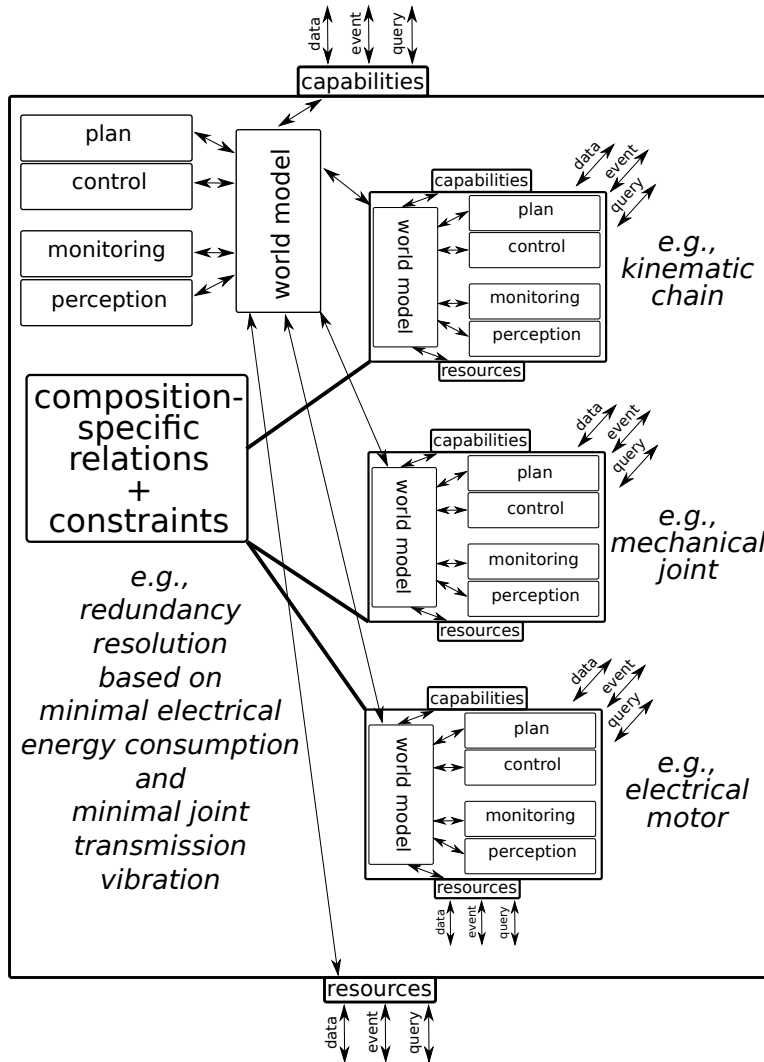 data
event
query
capabilities
plan
control
monitoring
perception
world model
data
event
query
capabilities
world model
plan
control
monitoring
perception
resources
e.g.,
kinematic
chain
composition-
specific
relations
+
constraints
data
event
query
capabilities
world model
plan
control
monitoring
perception
resources
e.g.,
mechanical
joint
e.g.,
redundancy
resolution
based on
minimal electrical
energy consumption
and
minimal joint
transmission
vibration
data
event
query
capabilities
world model
plan
control
monitoring
perception
resources
data
event
query
e.g.,
electrical
motor
resources
data
event
query